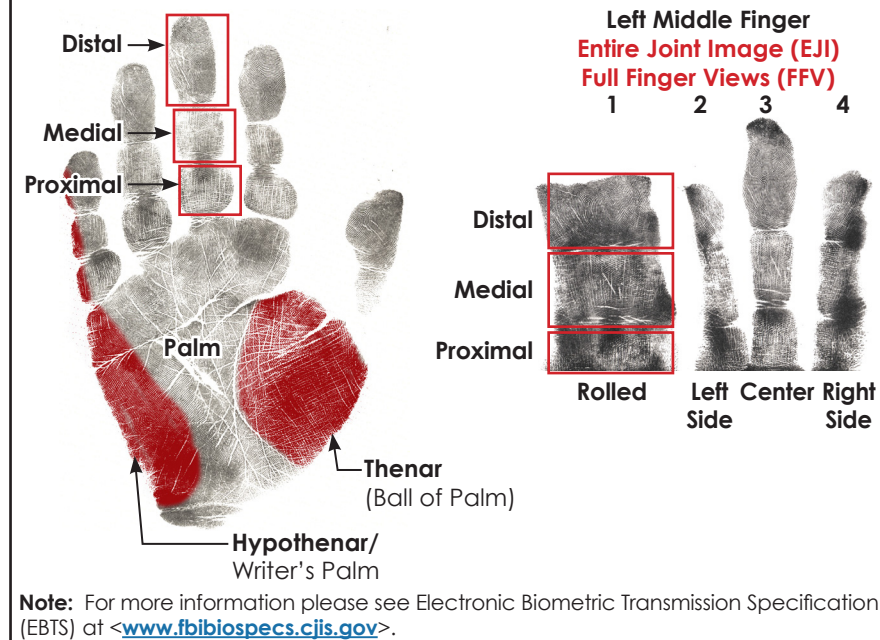 Distal
Medial
Proximal
Palm
Thenar
(Ball of Palm)
Hypothenar/
Writer's Palm
Left Middle Finger
Entire Joint Image (EJI)
Full Finger Views (FFV)
1 2 3 4
Distal
Medial
Proximal
Rolled
Left Side
Center
Right Side
Note: For more information please see Electronic Biometric Transmission Specification
(EBTS) at <www.fbibiospecs.cjis.gov>.